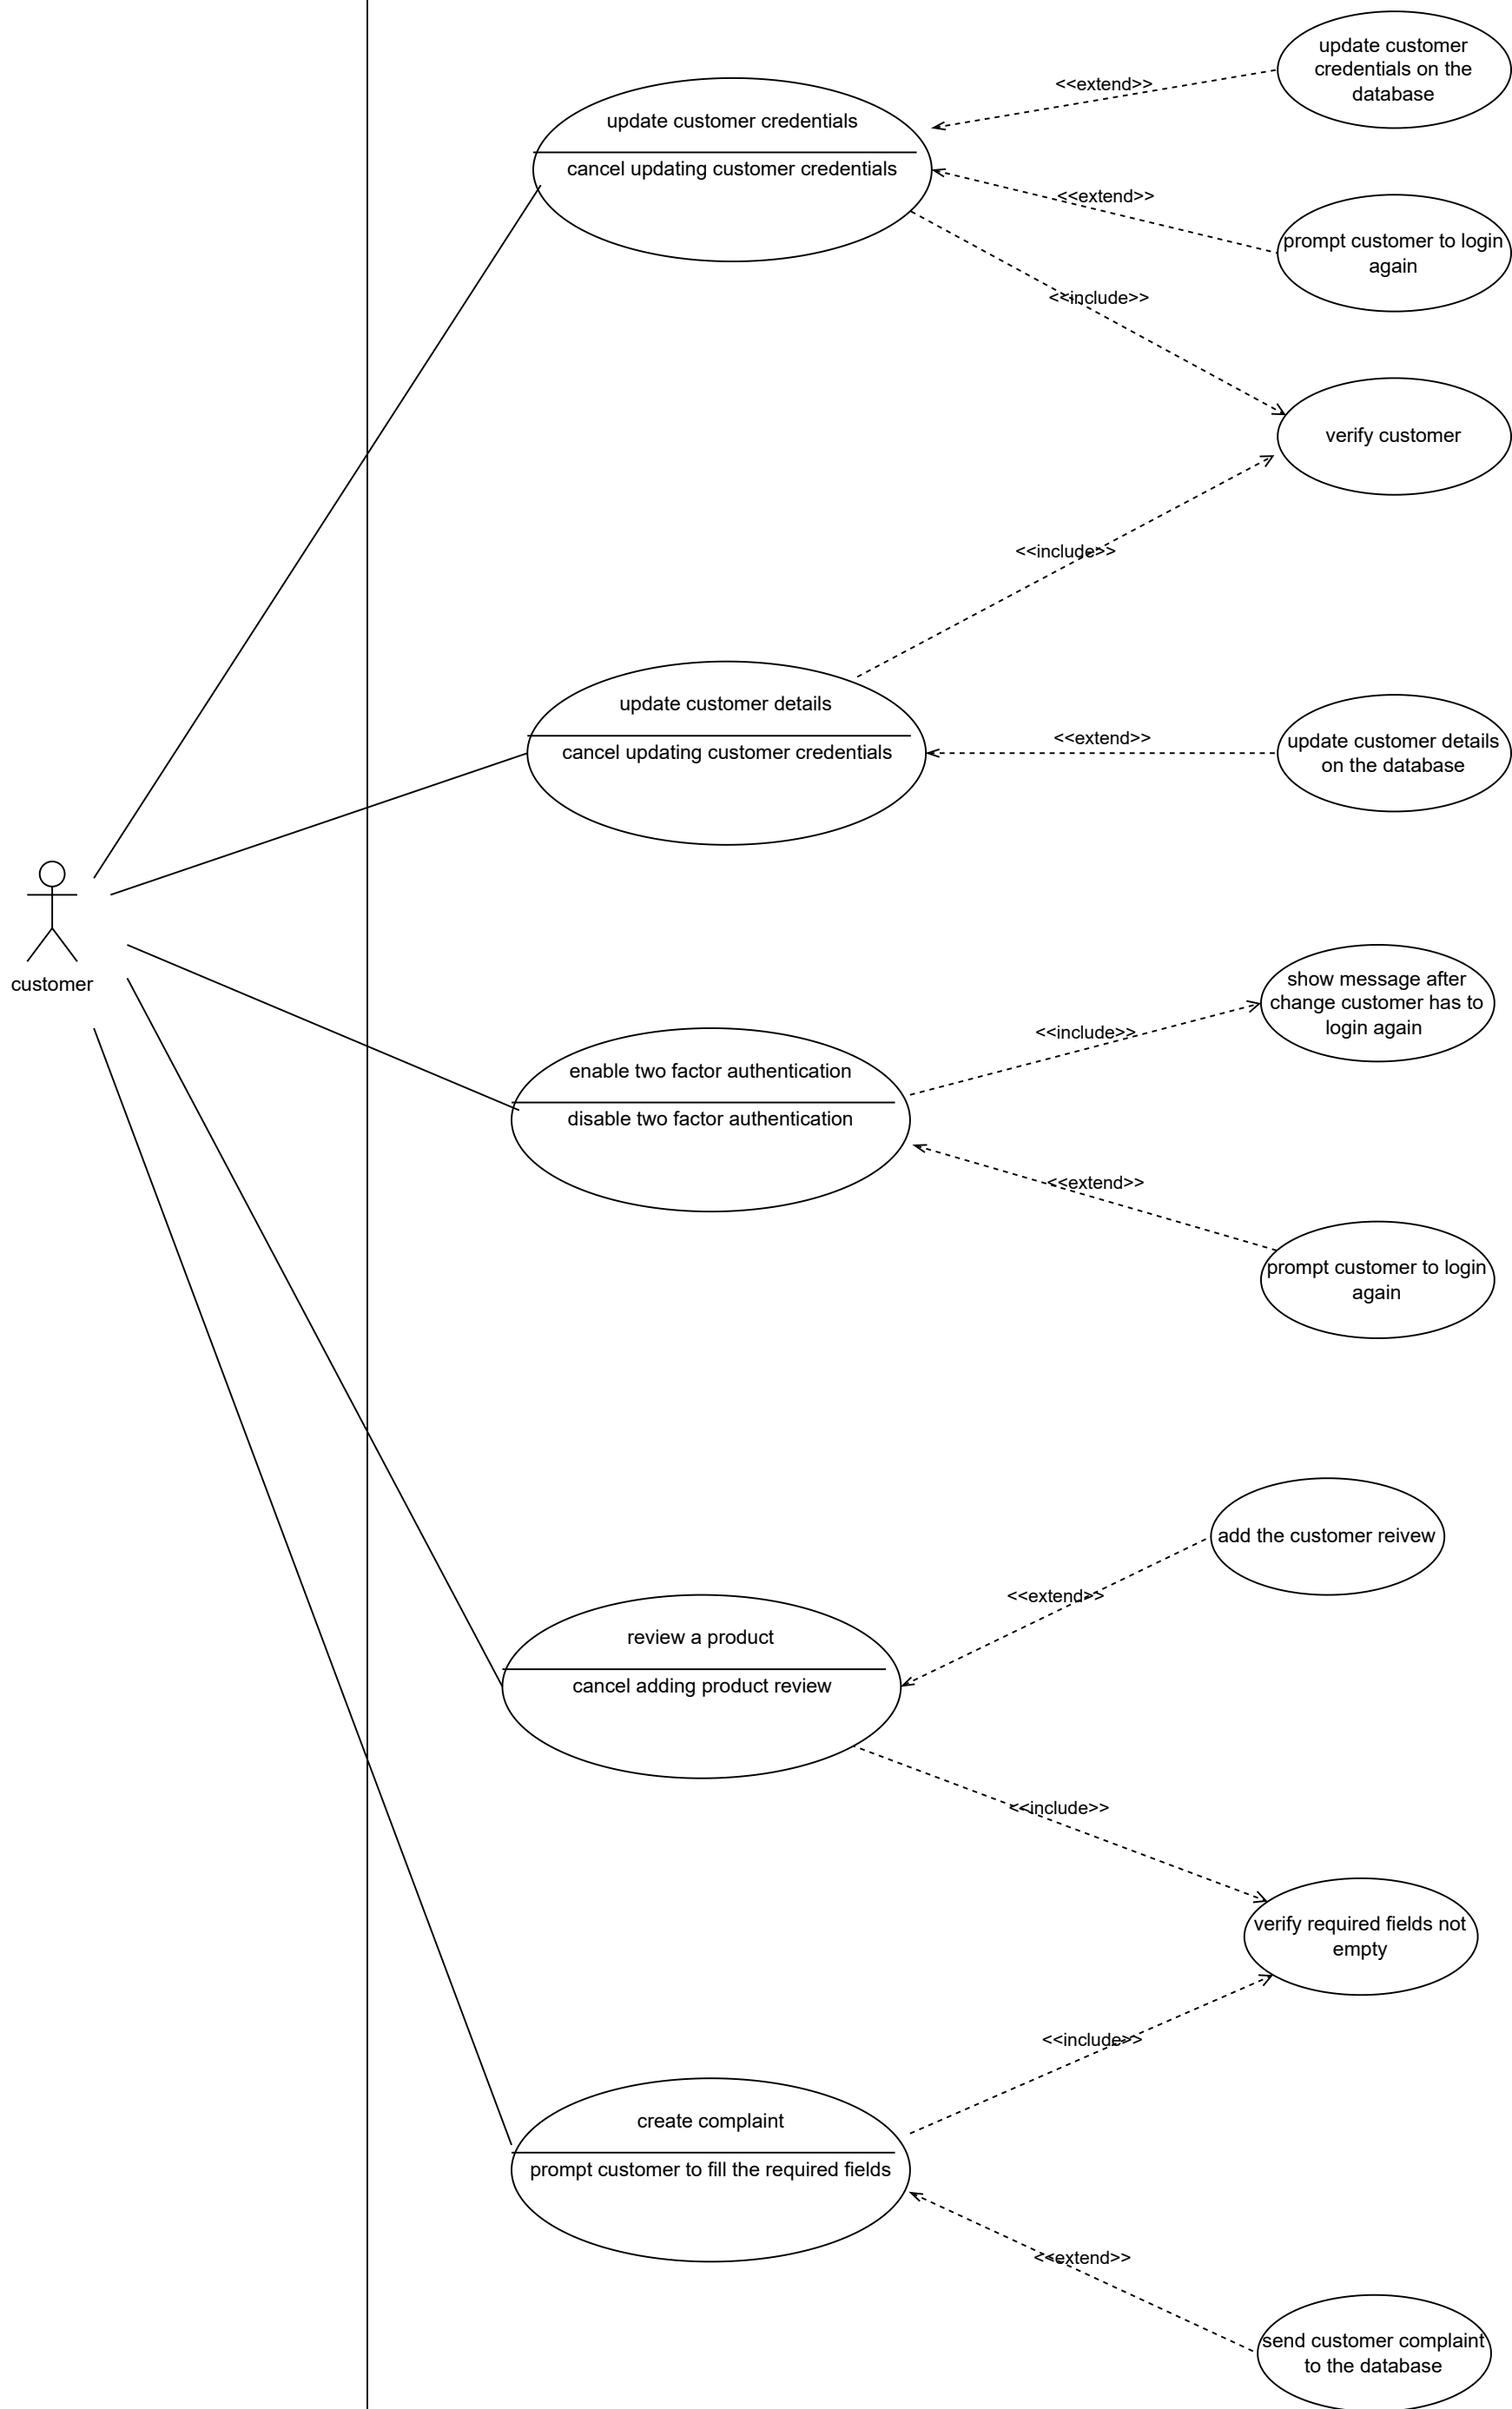 update customer
credentials on the
database
<<extend>>
update customer credentials
cancel updating customer credentials
<<extend>>
prompt customer to login
again
<<include>>
verify customer
<<include>>
update customer details
cancel updating customer credentials
<<extend>>
update customer details
on the database
customer
show message after
change customer has to
login again
<<include>>
enable two factor authentication
disable two factor authentication
<<extend>>
prompt customer to login
again
add the customer reivew
<<extend>>
review a product
cancel adding product review
<<include>>
verify required fields not
empty
<<include>>
create complaint
prompt customer to fill the required fields
<<extend>>
send customer complaint
to the database